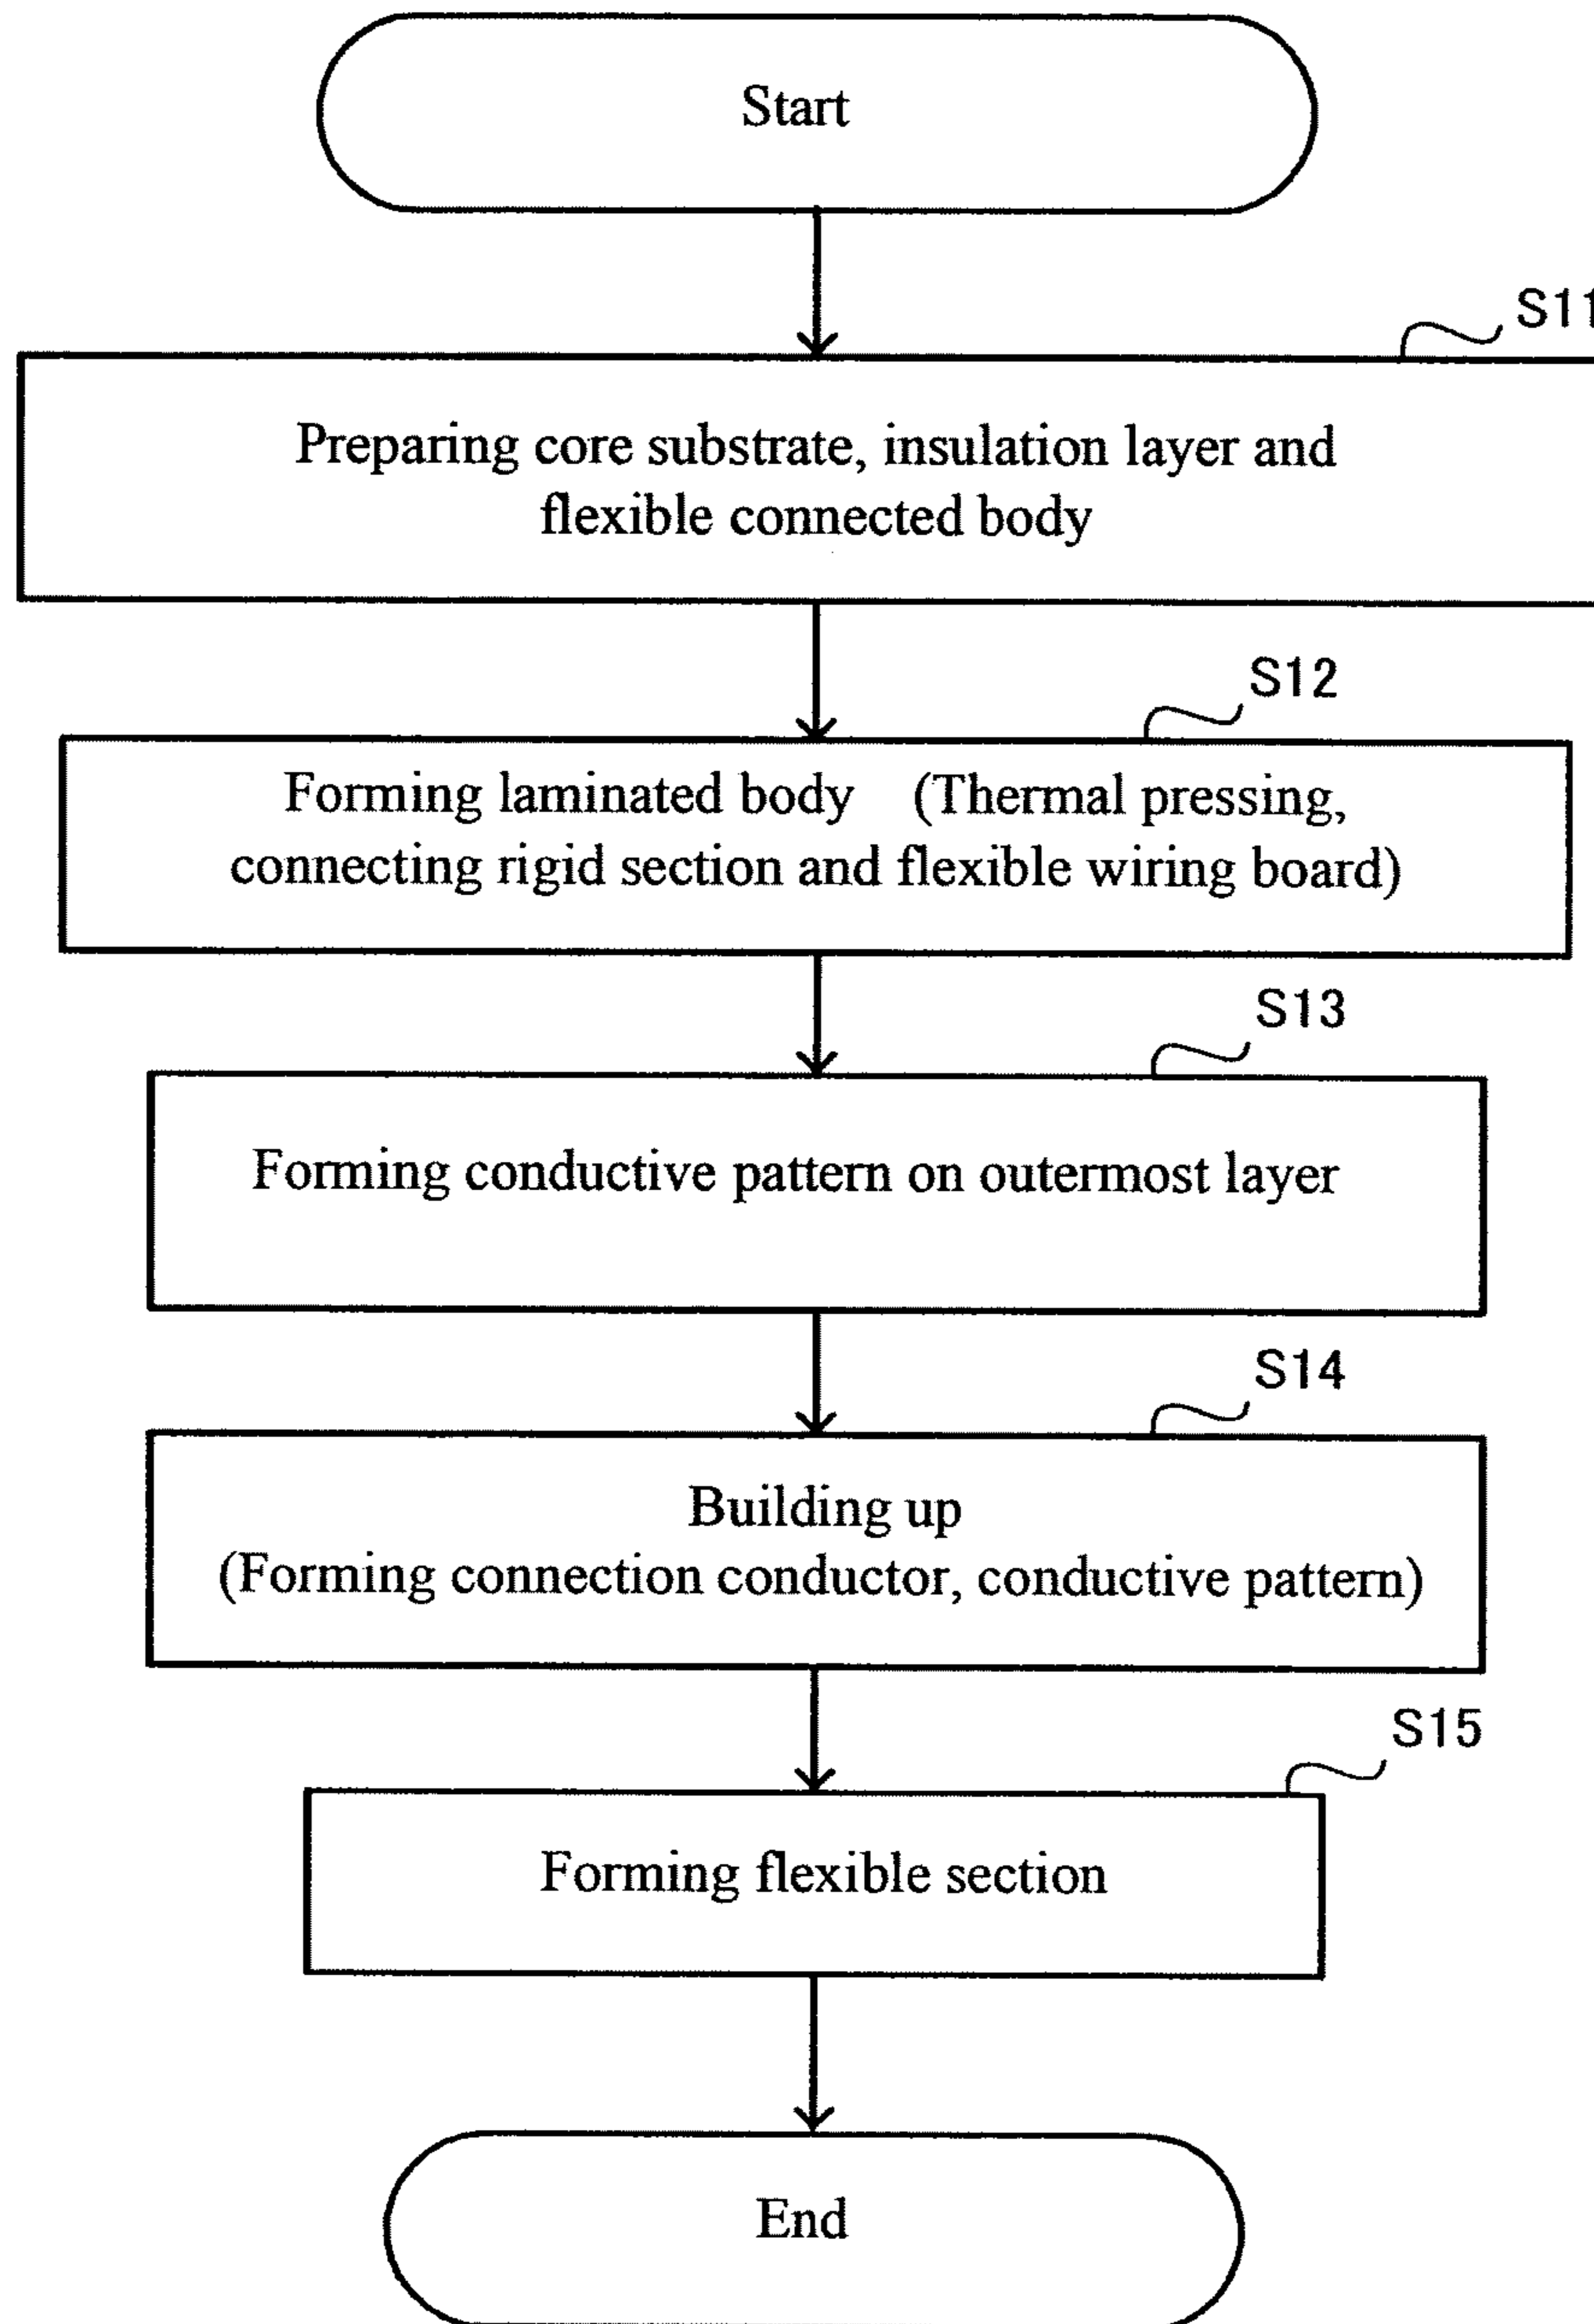 Start
S11
Preparing core substrate, insulation layer and
flexible connected body
S12
Forming laminated body (Thermal pressing,
connecting rigid section and flexible wiring board)
S13
Forming conductive pattern on outermost layer
S14
Building up
(Forming connection conductor, conductive pattern)
S15
Forming flexible section
End